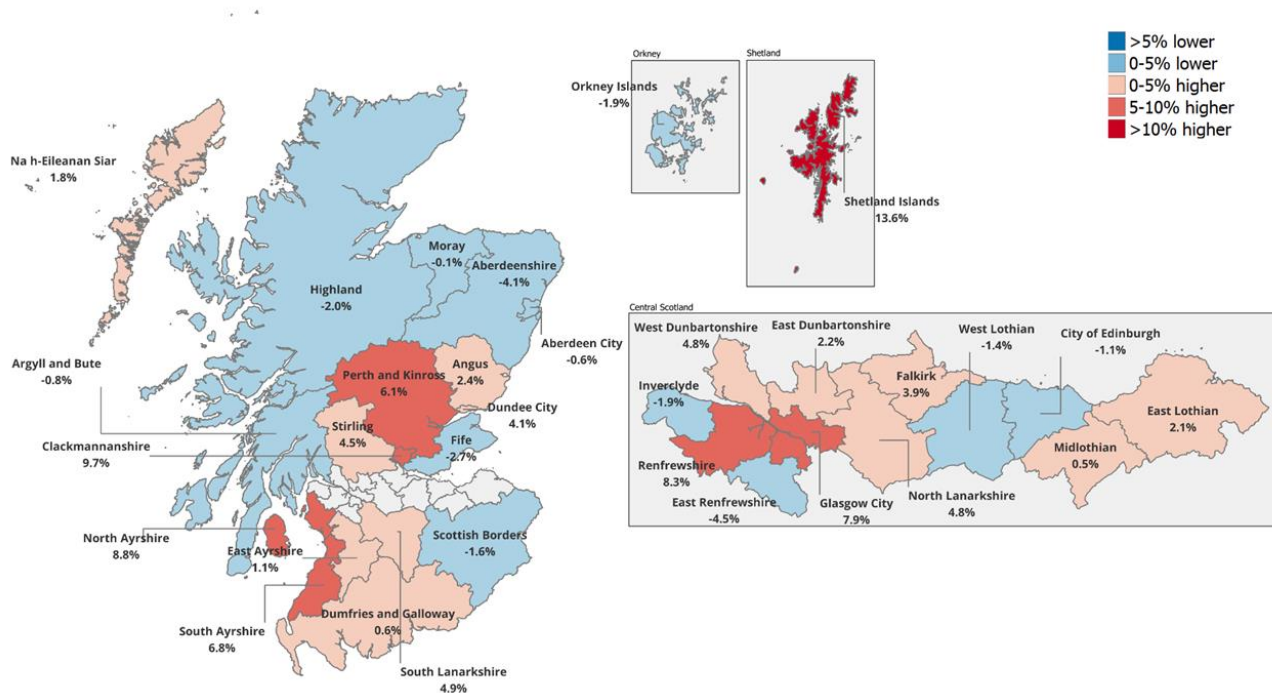 >5% lower
0-5% lower
0-5% higher
5-10% higher
>10% higher
Orkney
Orkney Islands
-1.9%
Shetland
Shetland Islands
13.6%
Na h-Eileanan Siar
1.8%
Moray
-0.1%
Aberdeenshire
-4.1%
Highland
-2.0%
Aberdeen City
-0.6%
Argyll and Bute
-0.8%
Perth and Kinross
6.1%
Angus
2.4%
Dundee City
4.1%
Stirling
4.5%
Clackmannanshire
9.7%
Fife
-2.7%
North Ayrshire
8.8%
East Ayrshire
1.1%
Scottish Borders
-1.6%
South Ayrshire
6.8%
Dumfries and Galloway
0.6%
South Lanarkshire
4.9%
Central Scotland
West Dunbartonshire
4.8%
East Dunbartonshire
2.2%
West Lothian
-1.4%
City of Edinburgh
-1.1%
Inverclyde
-1.9%
Falkirk
3.9%
East Lothian
2.1%
Midlothian
0.5%
Renfrewshire
8.3%
East Renfrewshire
-4.5%
Glasgow City
7.9%
North Lanarkshire
4.8%